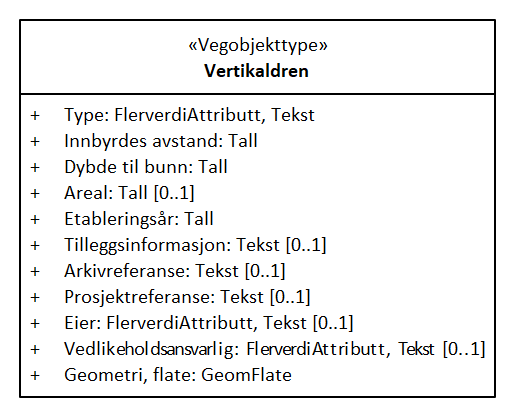 «Vegobjekttype»
Vertikaldren
+ Type: FlerverdiAttributt, Tekst
+ Innbyrdes avstand: Tall
+ Dybde til bunn: Tall
+ Areal: Tall [0..1]
+ Etableringsår: Tall
+ Tilleggsinformasjon: Tekst [0..1]
+ Arkivreferanse: Tekst [0..1]
+ Prosjektreferanse: Tekst [0..1]
+ Eier: FlerverdiAttributt, Tekst [0..1]
+ Vedlikeholdsansvarlig: FlerverdiAttributt, Tekst [0..1]
+ Geometri, flate: GeomFlate